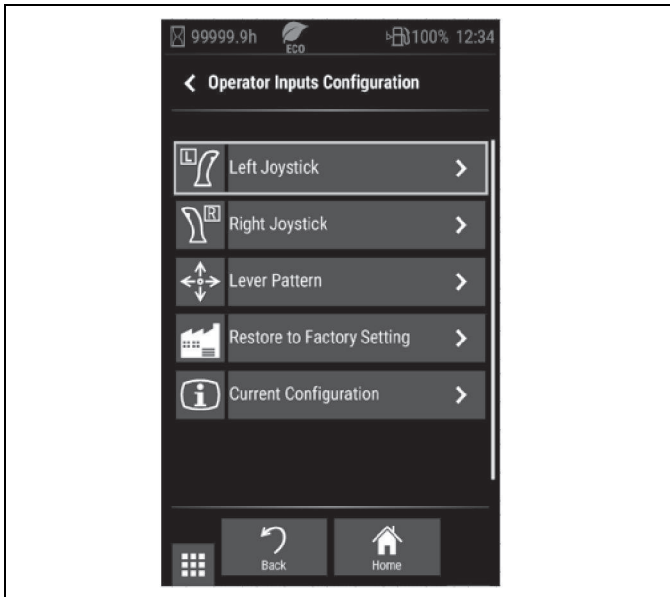 99999.9h ECO 100% 12:34
Operator Inputs Configuration
L Left Joystick
R Right Joystick
Lever Pattern
Restore to Factory Setting
i Current Configuration
Back Home